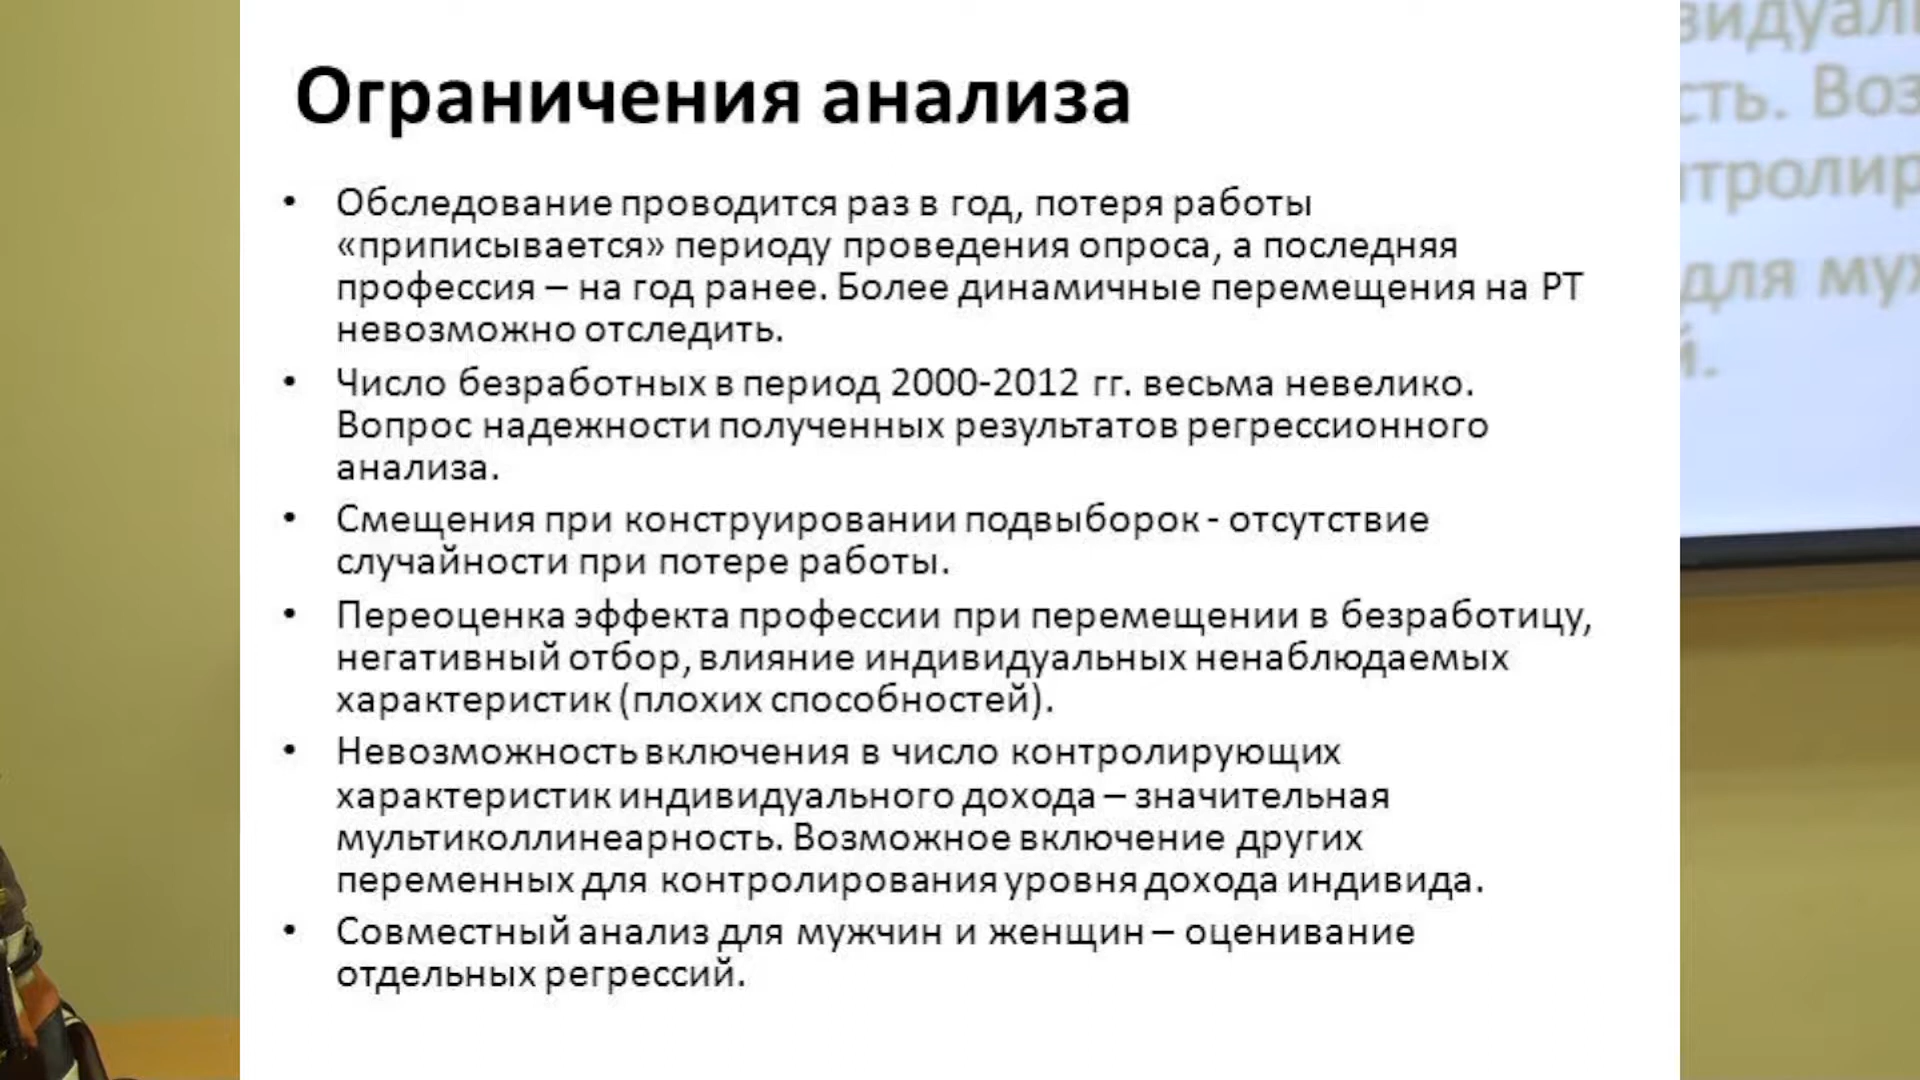 Ограничения анализа
• Обследование проводится раз в год, потеря работы
«приписывается» периоду проведения опроса, а последняя
профессия – на год ранее. Более динамичные перемещения на РТ
невозможно отследить.
• Число безработных в период 2000-2012 гг. весьма невелико.
Вопрос надежности полученных результатов регрессионного
анализа.
• Смещения при конструировании подвыборок - отсутствие
случайности при потере работы.
• Переоценка эффекта профессии при перемещении в безработицу,
негативный отбор, влияние индивидуальных ненаблюдаемых
характеристик (плохих способностей).
• Невозможность включения в число контролирующих
характеристик индивидуального дохода – значительная
мультиколлинеарность. Возможное включение других
переменных для контролирования уровня дохода индивида.
• Совместный анализ для мужчин и женщин – оценивание
отдельных регрессий.